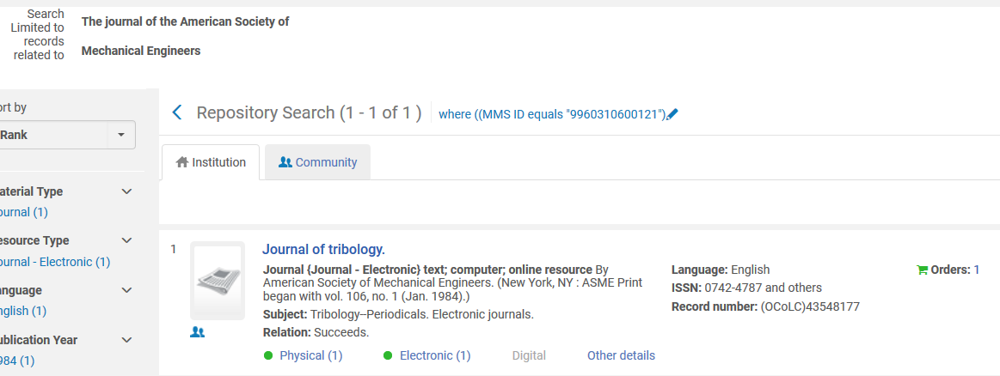 Search
Limited to
records
related to
The journal of the American Society of
Mechanical Engineers
ort by
Rank
aterial Type
ournal (1)
esource Type
ournal - Electronic (1)
anguage
nglish (1)
ublication Year
984 (1)
Repository Search (1 - 1 of 1 )
where ((MMS ID equals "9960310600121")
Institution
Community
1
Journal of tribology.
Journal {Journal - Electronic} text; computer; online resource By
American Society of Mechanical Engineers. (New York, NY : ASME Print
began with vol. 106, no. 1 (Jan. 1984).)
Subject: Tribology--Periodicals. Electronic journals.
Relation: Succeeds.
Language: English
ISSN: 0742-4787 and others
Record number: (OCoLC)43548177
Orders: 1
Physical (1)
Electronic (1)
Digital
Other details